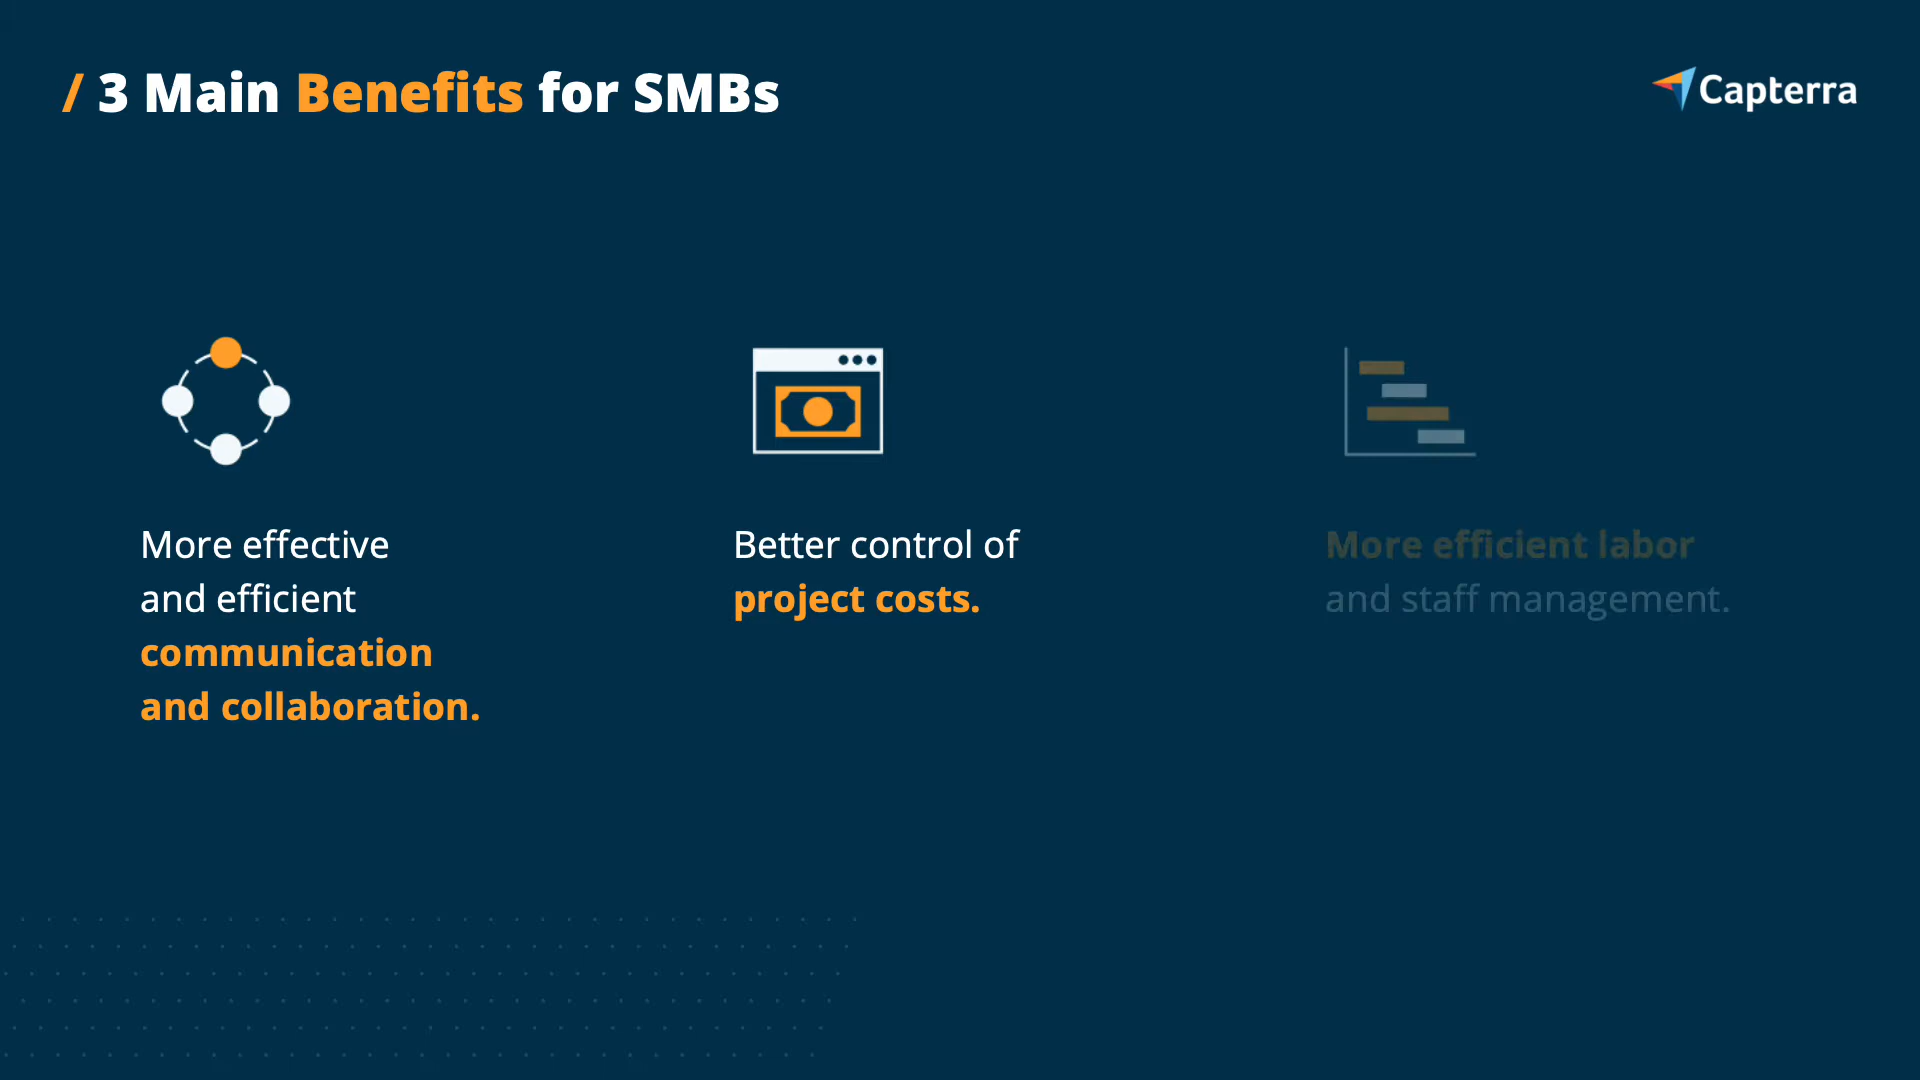 / 3 Main Benefits for SMBs
Capterra
More effective
and efficient
communication
and collaboration.
Better control of
project costs.
More efficient labor
and staff management.